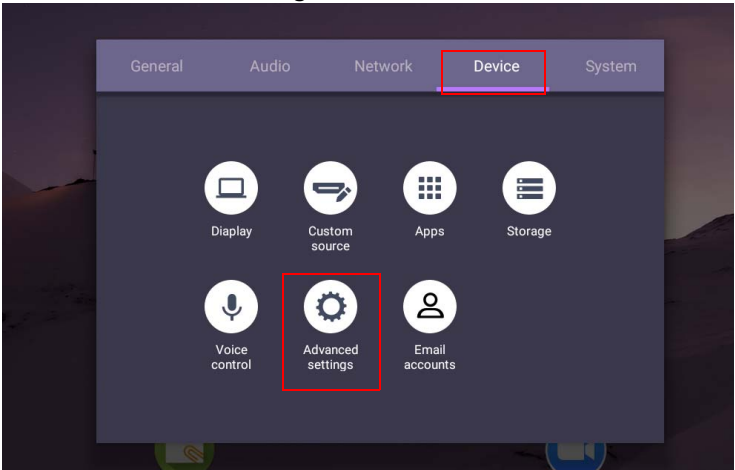 General Audio Network Device System
Diaplay Custom source Apps Storage
Voice control Advanced settings Email accounts